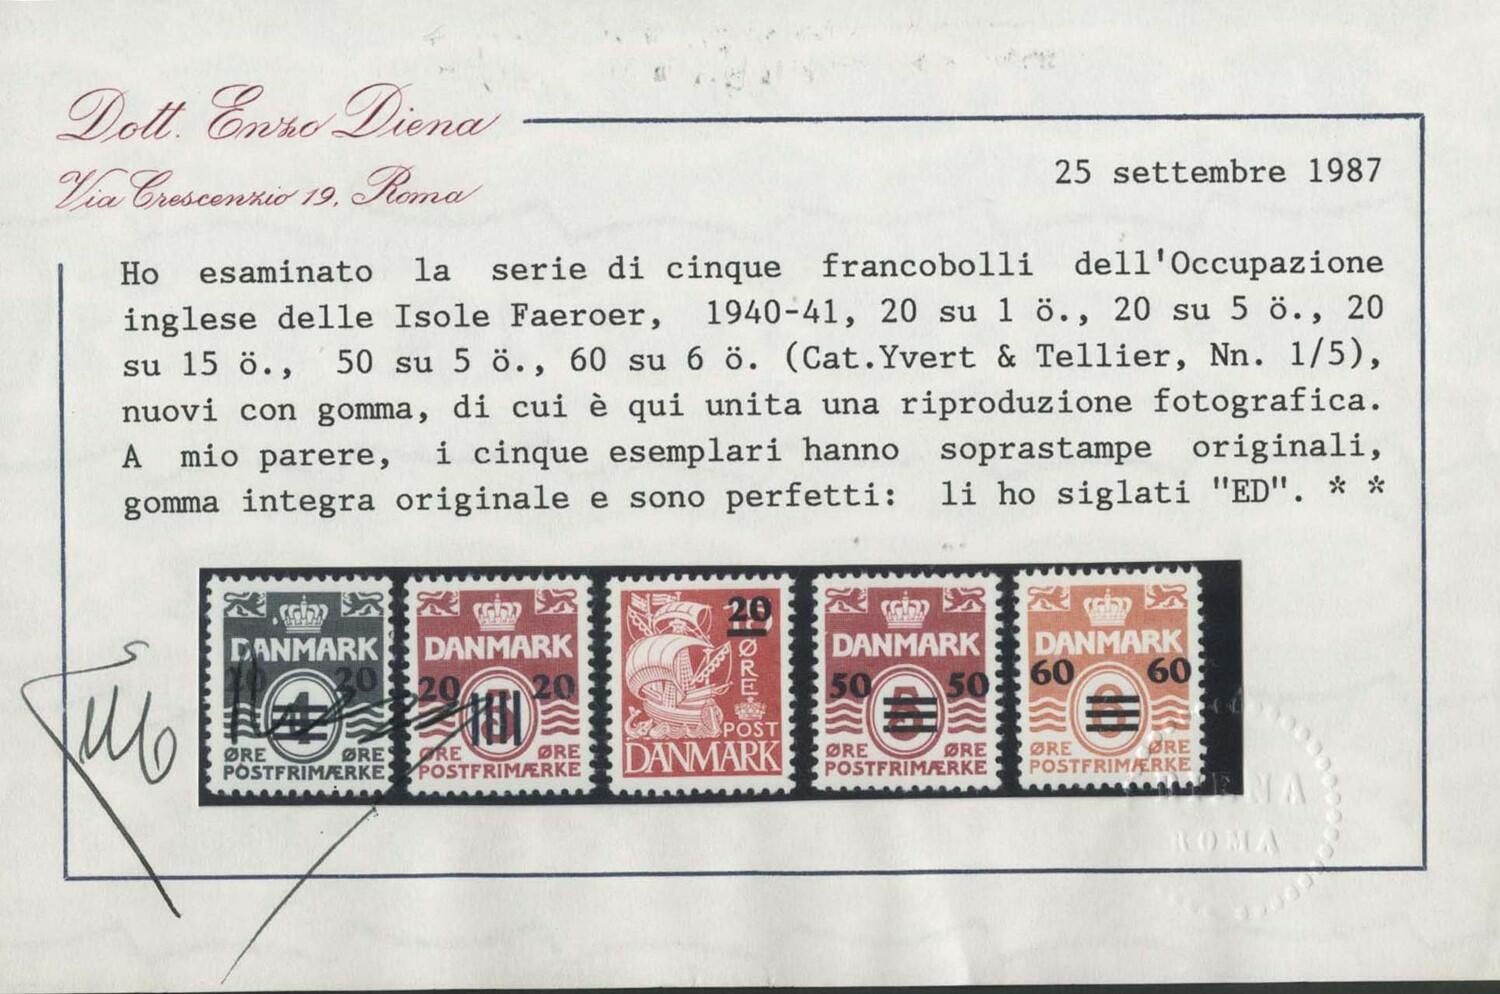 Dott. Enzo Diena
Via Crescenzio 19, Roma
25 settembre 1987
Ho esaminato la serie di cinque francobolli dell'Occupazione
inglese delle Isole Faeroer, 1940-41, 20 su 1 ö., 20 su 5 ö., 20
su 15 ö., 50 su 5 ö., 60 su 6 ö. (Cat.Yvert & Tellier, Nn. 1/5),
nuovi con gomma, di cui è qui unita una riproduzione fotografica.
A mio parere, i cinque esemplari hanno soprastampe originali,
gomma integra originale e sono perfetti: li ho siglati "ED". * *
DANMARK
20 20
ØRE ØRE
POSTFRIMÆRKE
DANMARK
20 20
ØRE ØRE
POSTFRIMÆRKE
20
ØRE
POST
DANMARK
DANMARK
50 50
5
ØRE ØRE
POSTFRIMÆRKE
DANMARK
60 60
6
ØRE ØRE
POSTFRIMÆRKE
DIENA
ROMA